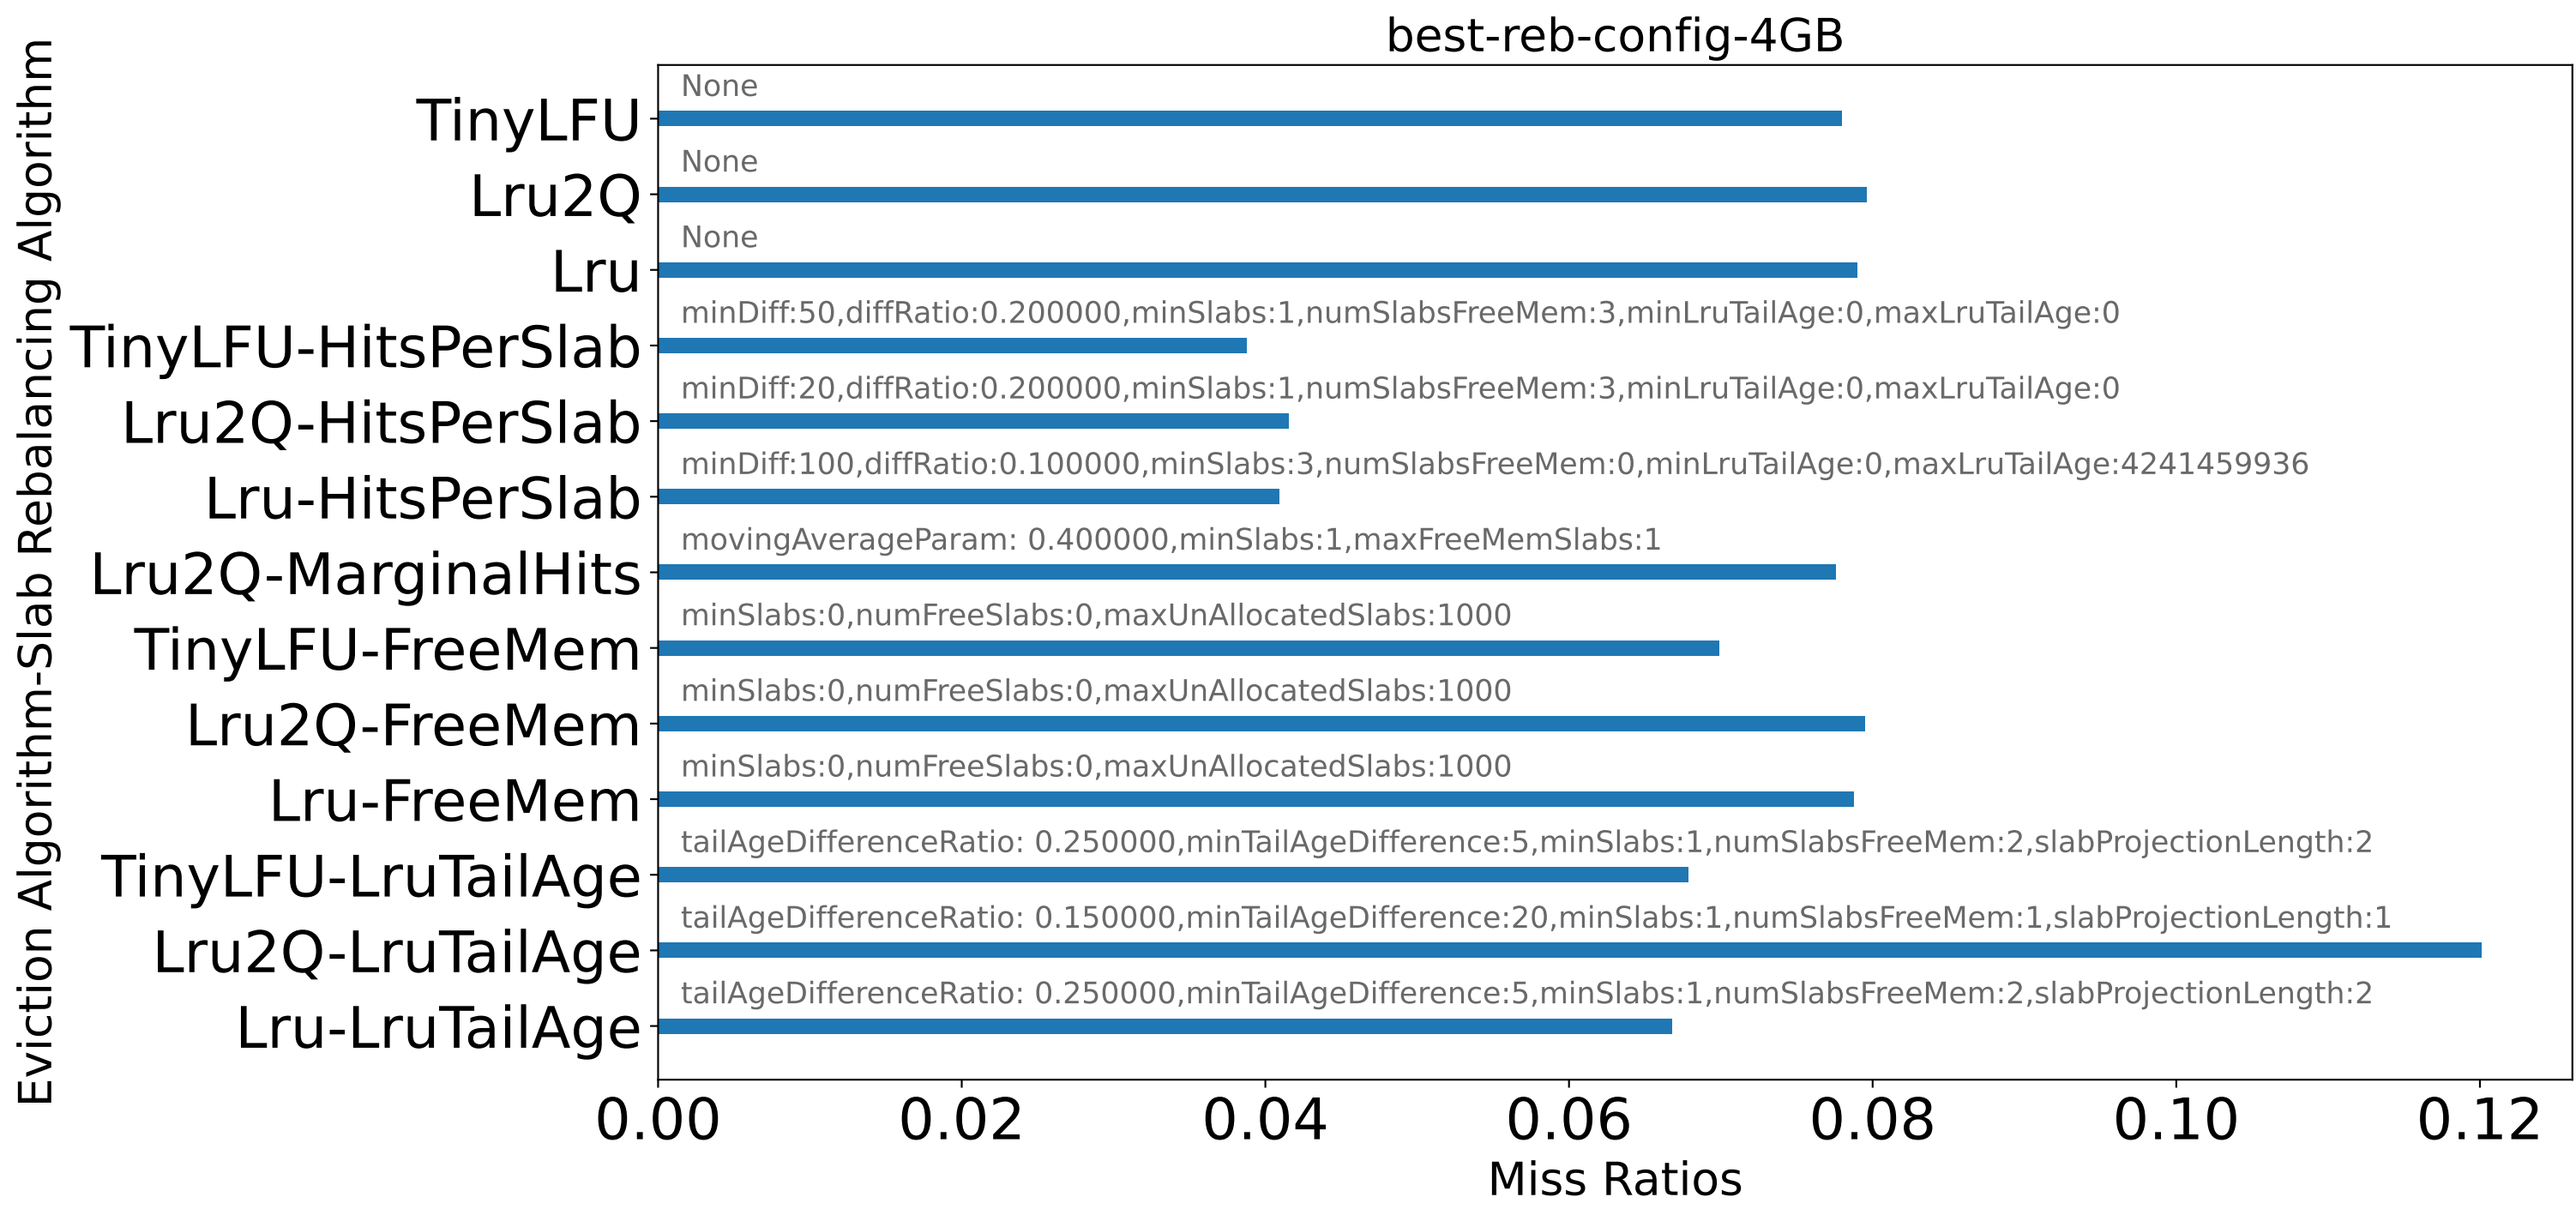 best-reb-config-4GB
Eviction Algorithm-Slab Rebalancing Algorithm
None
TinyLFU
None
Lru2Q
None
Lru
minDiff:50,diffRatio:0.200000,minSlabs:1,numSlabsFreeMem:3,minLruTailAge:0,maxLruTailAge:0
TinyLFU-HitsPerSlab
minDiff:20,diffRatio:0.200000,minSlabs:1,numSlabsFreeMem:3,minLruTailAge:0,maxLruTailAge:0
Lru2Q-HitsPerSlab
minDiff:100,diffRatio:0.100000,minSlabs:3,numSlabsFreeMem:0,minLruTailAge:0,maxLruTailAge:4241459936
Lru-HitsPerSlab
movingAverageParam: 0.400000,minSlabs:1,maxFreeMemSlabs:1
Lru2Q-MarginalHits
minSlabs:0,numFreeSlabs:0,maxUnAllocatedSlabs:1000
TinyLFU-FreeMem
minSlabs:0,numFreeSlabs:0,maxUnAllocatedSlabs:1000
Lru2Q-FreeMem
minSlabs:0,numFreeSlabs:0,maxUnAllocatedSlabs:1000
Lru-FreeMem
tailAgeDifferenceRatio: 0.250000,minTailAgeDifference:5,minSlabs:1,numSlabsFreeMem:2,slabProjectionLength:2
TinyLFU-LruTailAge
tailAgeDifferenceRatio: 0.150000,minTailAgeDifference:20,minSlabs:1,numSlabsFreeMem:1,slabProjectionLength:1
Lru2Q-LruTailAge
tailAgeDifferenceRatio: 0.250000,minTailAgeDifference:5,minSlabs:1,numSlabsFreeMem:2,slabProjectionLength:2
Lru-LruTailAge
0.00 0.02 0.04 0.06 0.08 0.10 0.12
Miss Ratios